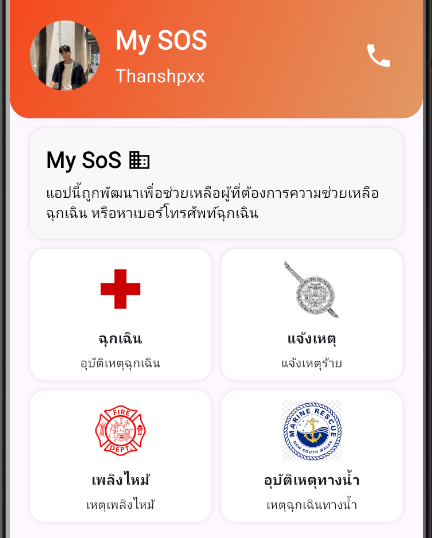 My SOS
Thanshpxx
My SoS
แอปนี้ถูกพัฒนาเพื่อช่วยเหลือผู้ที่ต้องการความช่วยเหลือ
ฉุกเฉิน หรือหาเบอร์โทรศัพท์ฉุกเฉิน
ฉุกเฉิน
อุบัติเหตุฉุกเฉิน
แจ้งเหตุ
แจ้งเหตุร้าย
FIRE
DEPT.
เพลิงไหม้
เหตุเพลิงไหม้
MARINE RESCUE
NEW SOUTH WALES
อุบัติเหตุทางน้ำ
เหตุฉุกเฉินทางน้ำ